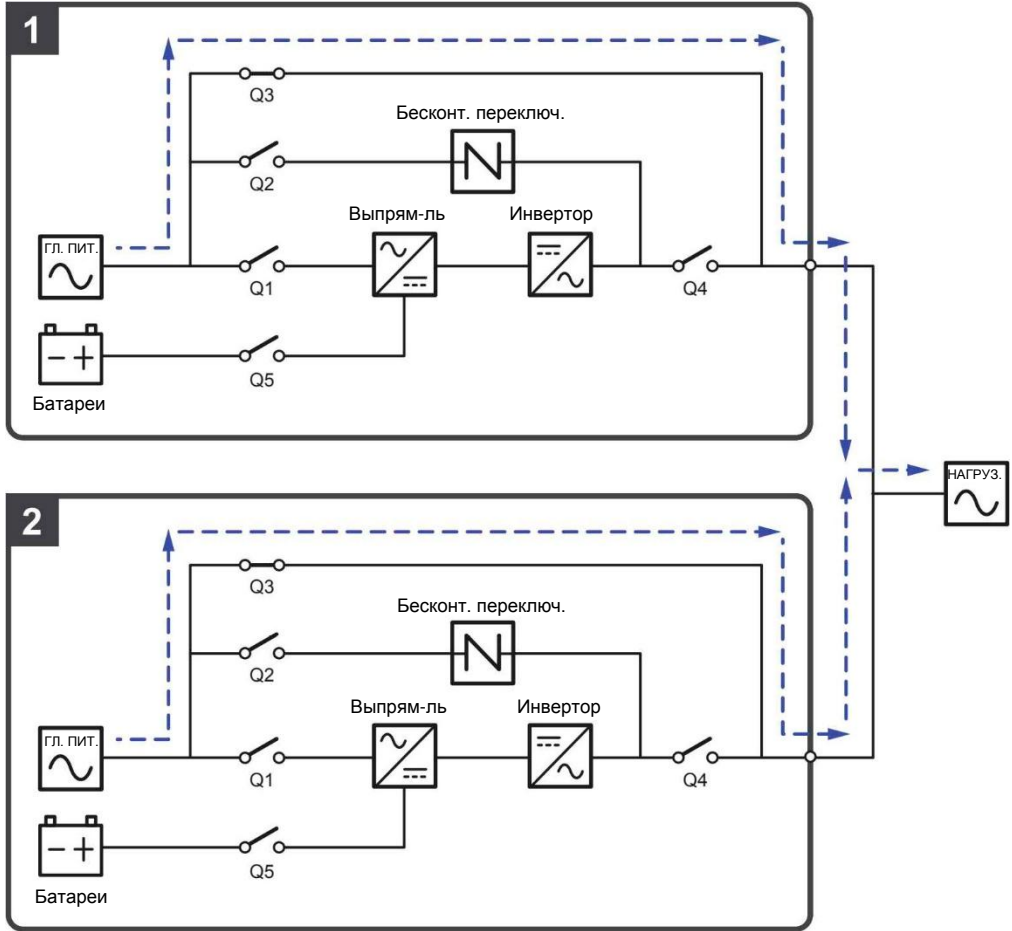 1
Q3
Бесконт. переключ.
Q2
Выпрям-ль
Инвертор
ГЛ. ПИТ.
Q1
Q4
Q5
Батареи
НАГРУЗ.
2
Q3
Бесконт. переключ.
Q2
Выпрям-ль
Инвертор
ГЛ. ПИТ.
Q1
Q4
Q5
Батареи